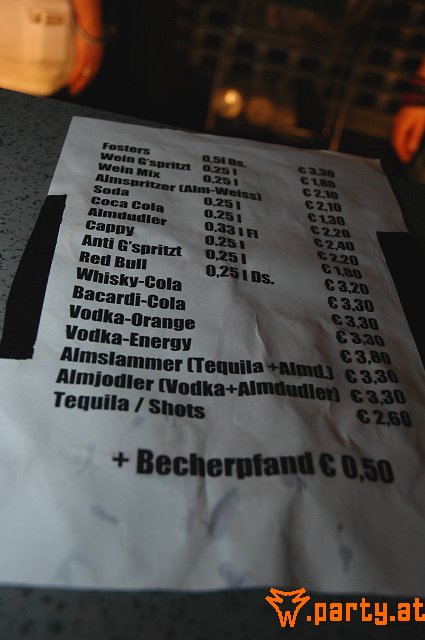 Fosters 0,5l Ds. € 3,30
Wein G'spritzt 0.25 l € 1,80
Wein Mix 0.25 l € 2,10
Almspritzer (Alm-Weiss) € 2,10
Soda 0.25 l € 1,30
Coca Cola 0.25 l € 2,20
Almdudler 0.33 l Fl € 2,40
Cappy 0.25 l € 2,20
Anti G'spritzt 0.25 l € 1,80
Red Bull 0,25 l Ds. € 3,20
Whisky-Cola € 3,30
Bacardi-Cola € 3,30
Vodka-Orange € 3,30
Vodka-Energy € 3,80
Almslammer (Tequila +Almd.) € 3,30
Almjodler (Vodka+Almdudler) € 3,30
Tequila / Shots € 2,60
+ Becherpfand € 0,50
.party.at